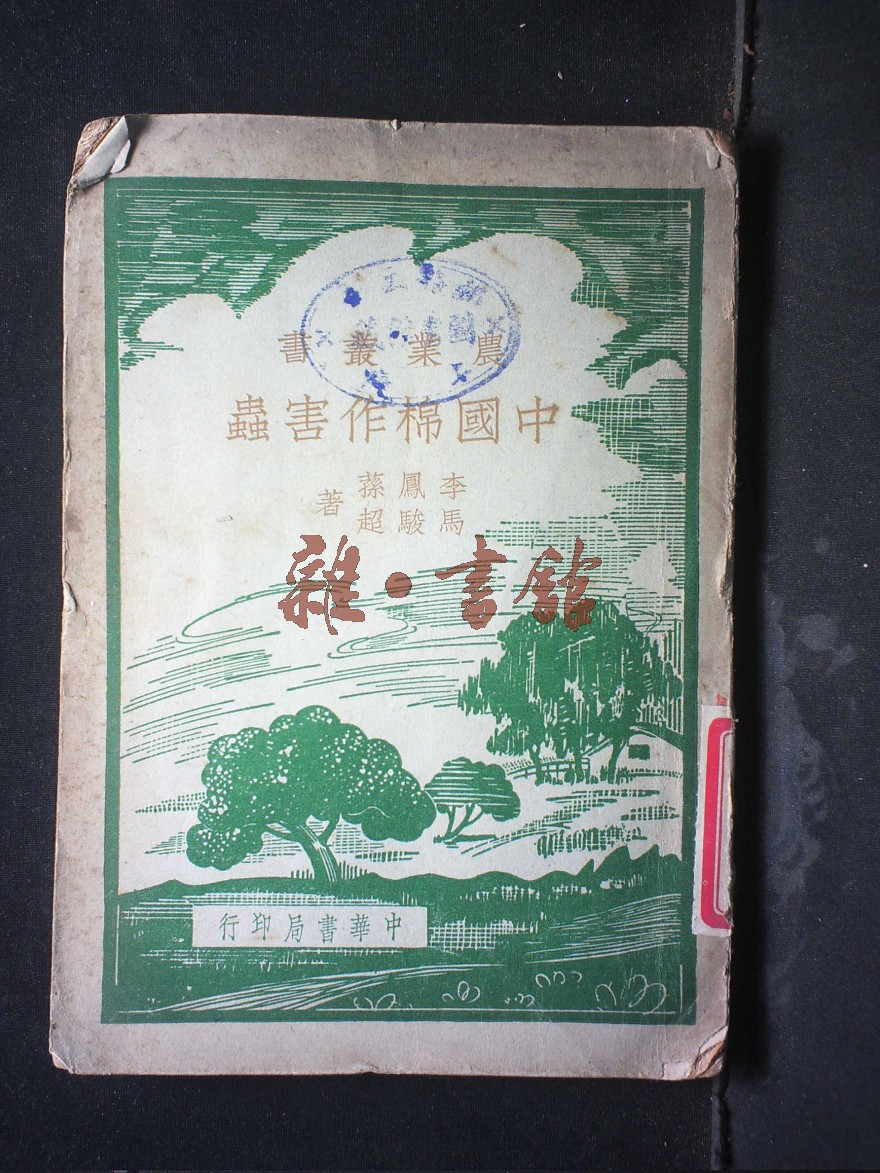 農業叢書
中國棉作害蟲
李鳳蓀
馬駿超
著
雜·書館
中華書局印行